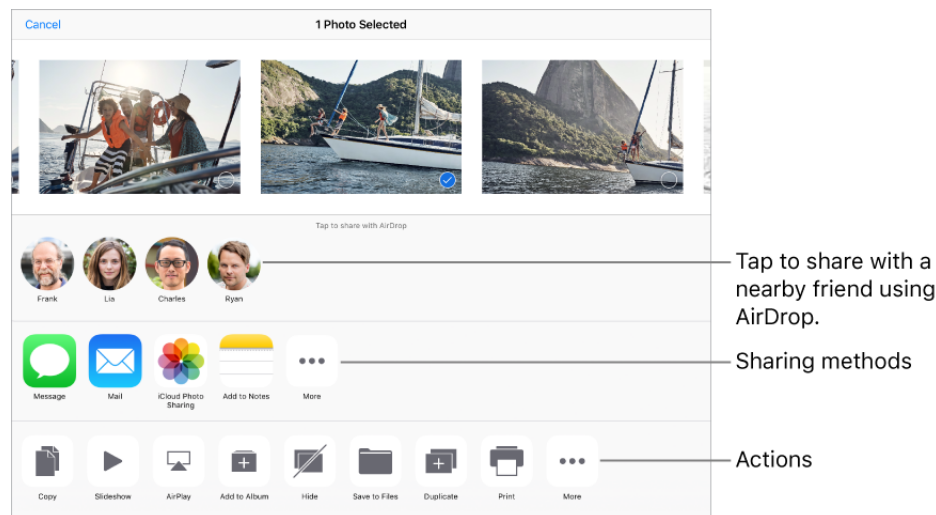 Cancel
1 Photo Selected
Tap to share with AirDrop
Frank
Lia
Charles
Ryan
Tap to share with a
nearby friend using
AirDrop.
Message
Mail
iCloud Photo
Sharing
Add to Notes
More
Sharing methods
Copy
Slideshow
AirPlay
Add to Album
Hide
Save to Files
Duplicate
Print
More
Actions